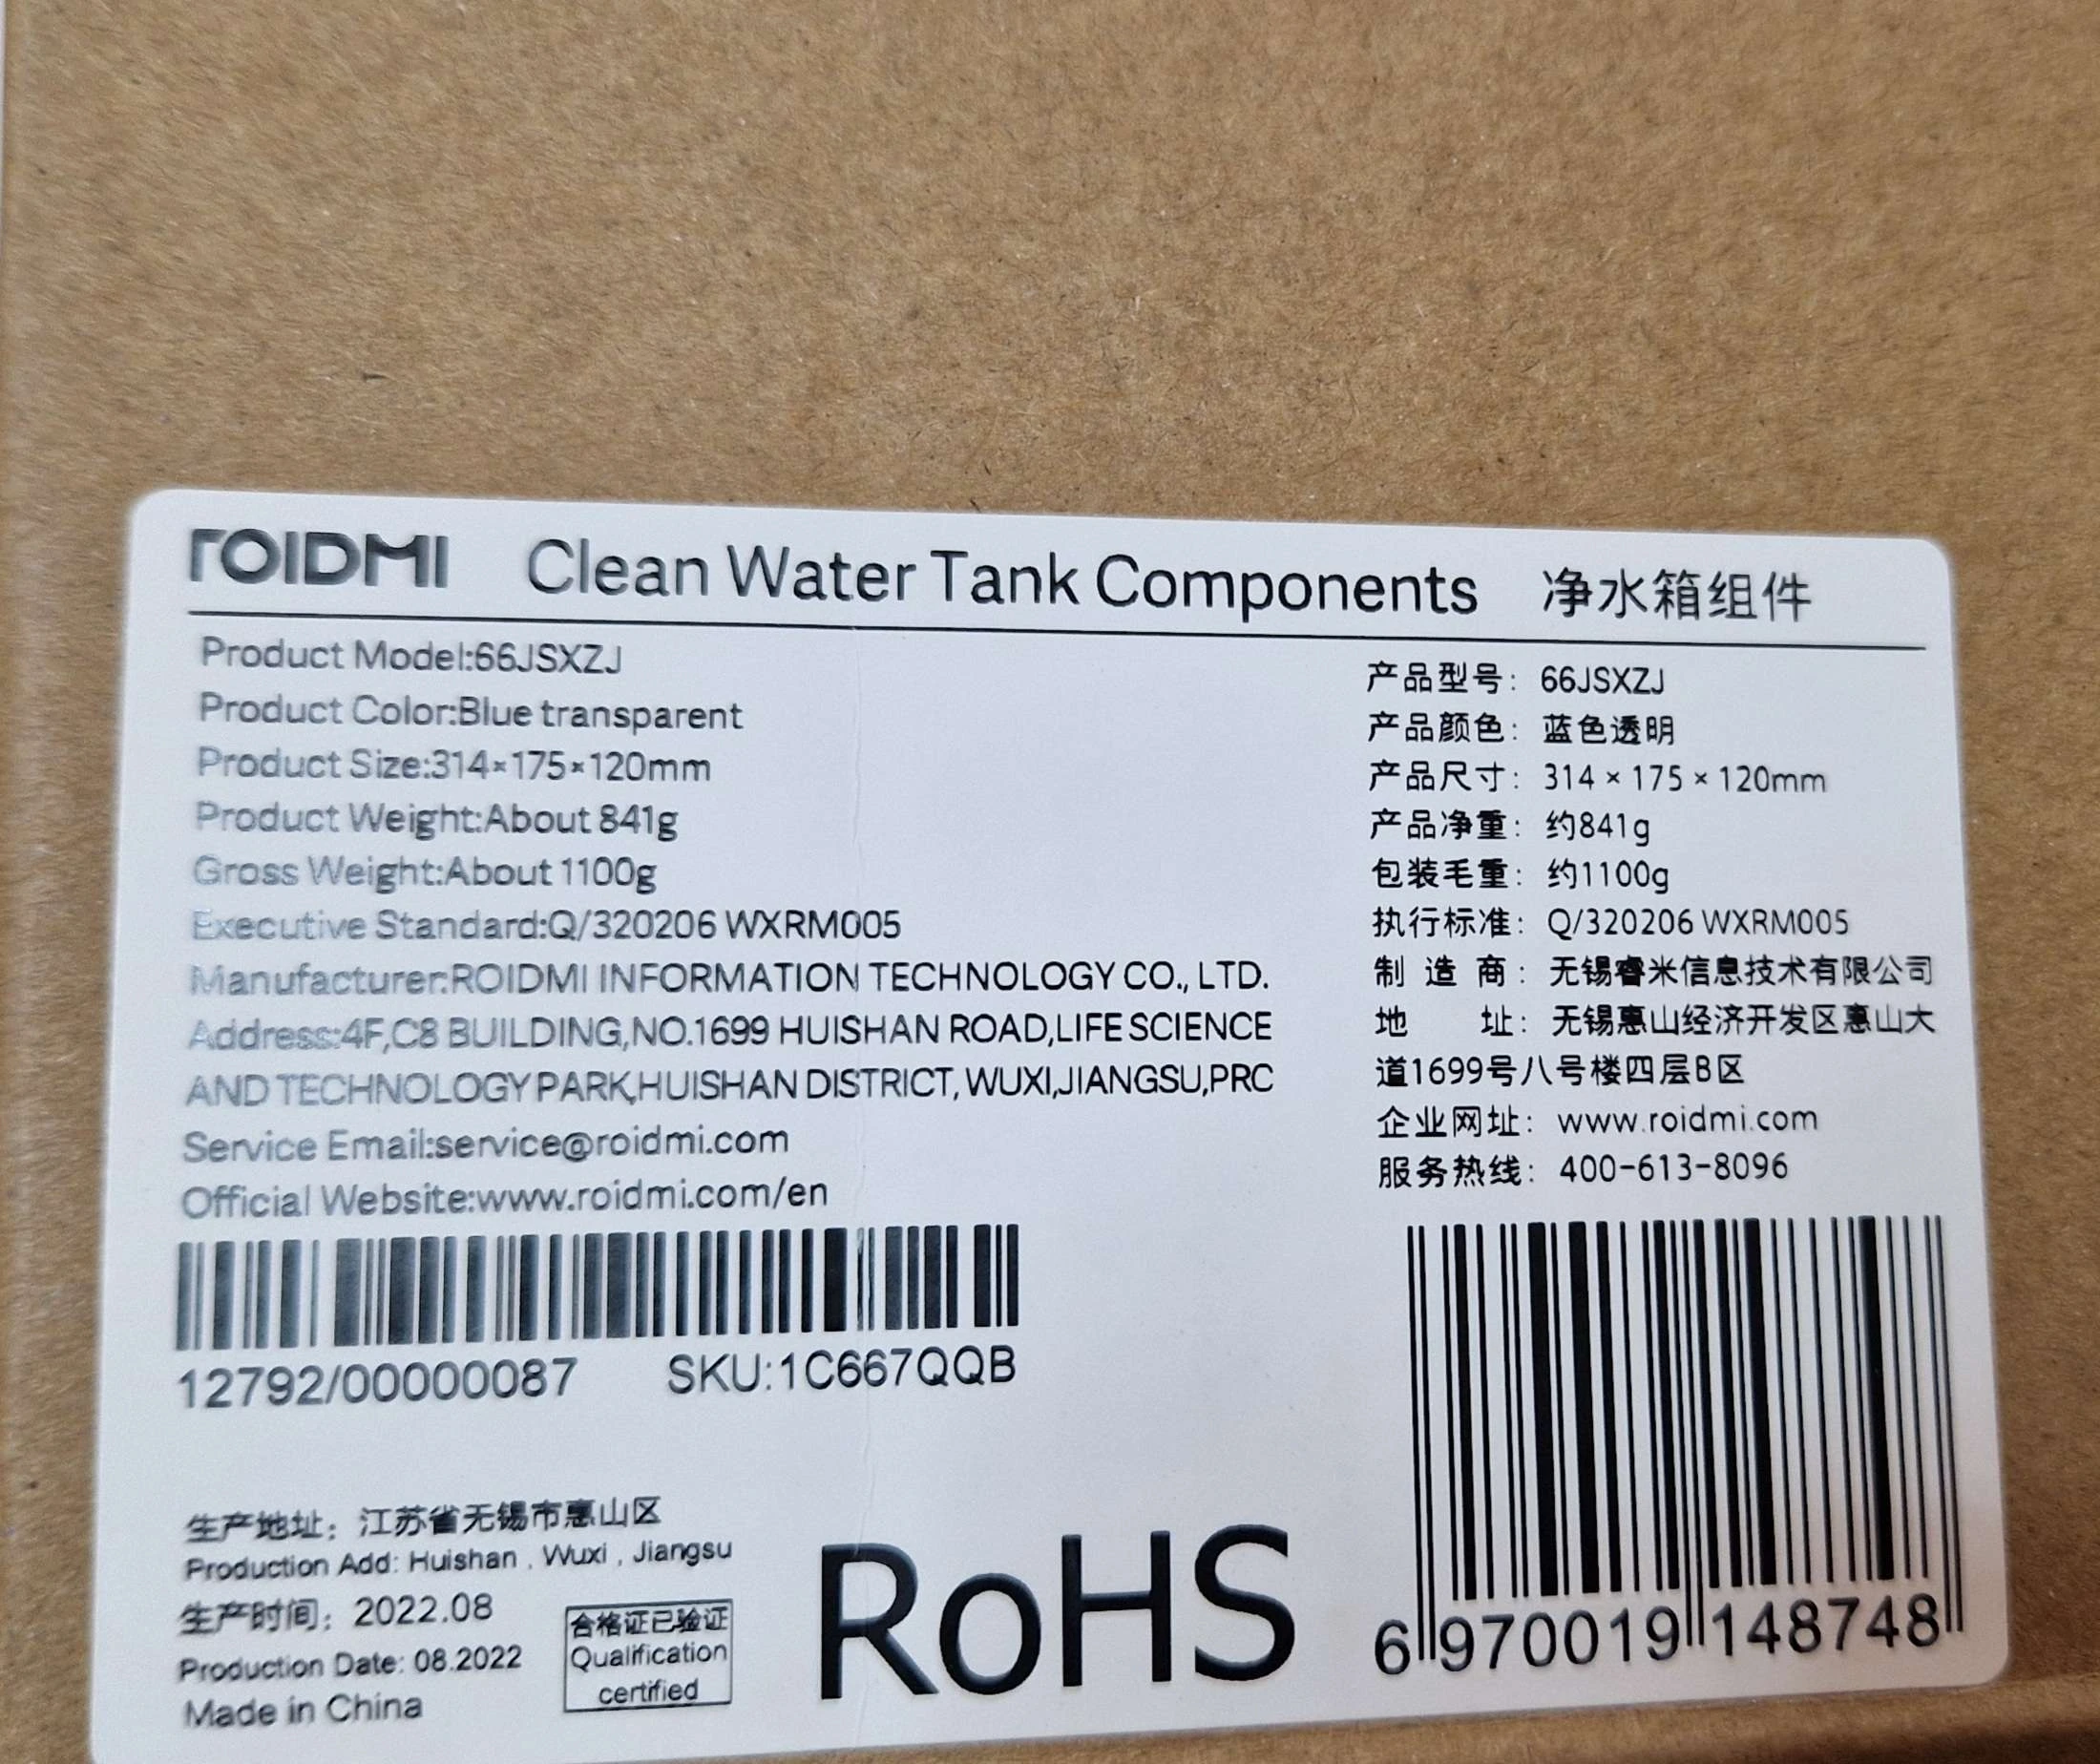 ROIDMI Clean Water Tank Components 净水箱组件
Product Model:66JSXZJ
Product Color:Blue transparent
Product Size:314×175×120mm
Product Weight:About 841g
Gross Weight:About 1100g
Executive Standard:Q/320206 WXRM005
Manufacturer:ROIDMI INFORMATION TECHNOLOGY CO., LTD.
Address:4F,C8 BUILDING,NO.1699 HUISHAN ROAD,LIFE SCIENCE
AND TECHNOLOGY PARK,HUISHAN DISTRICT, WUXI,JIANGSU,PRC
Service Email:service@roidmi.com
Official Website:www.roidmi.com/en
12792/00000087 SKU:1C667QQB
产品型号： 66JSXZJ
产品颜色： 蓝色透明
产品尺寸： 314 × 175 × 120mm
产品净重： 约841g
包装毛重： 约1100g
执行标准： Q/320206 WXRM005
制 造 商： 无锡睿米信息技术有限公司
地 址： 无锡惠山经济开发区惠山大
道1699号八号楼四层B区
企业网址： www.roidmi.com
服务热线： 400-613-8096
生产地址：江苏省无锡市惠山区
Production Add: Huishan , Wuxi , Jiangsu
生产时间：2022.08
Production Date: 08.2022
Made in China
合格证已验证
Qualification
certified
RoHS
6 970019 148748